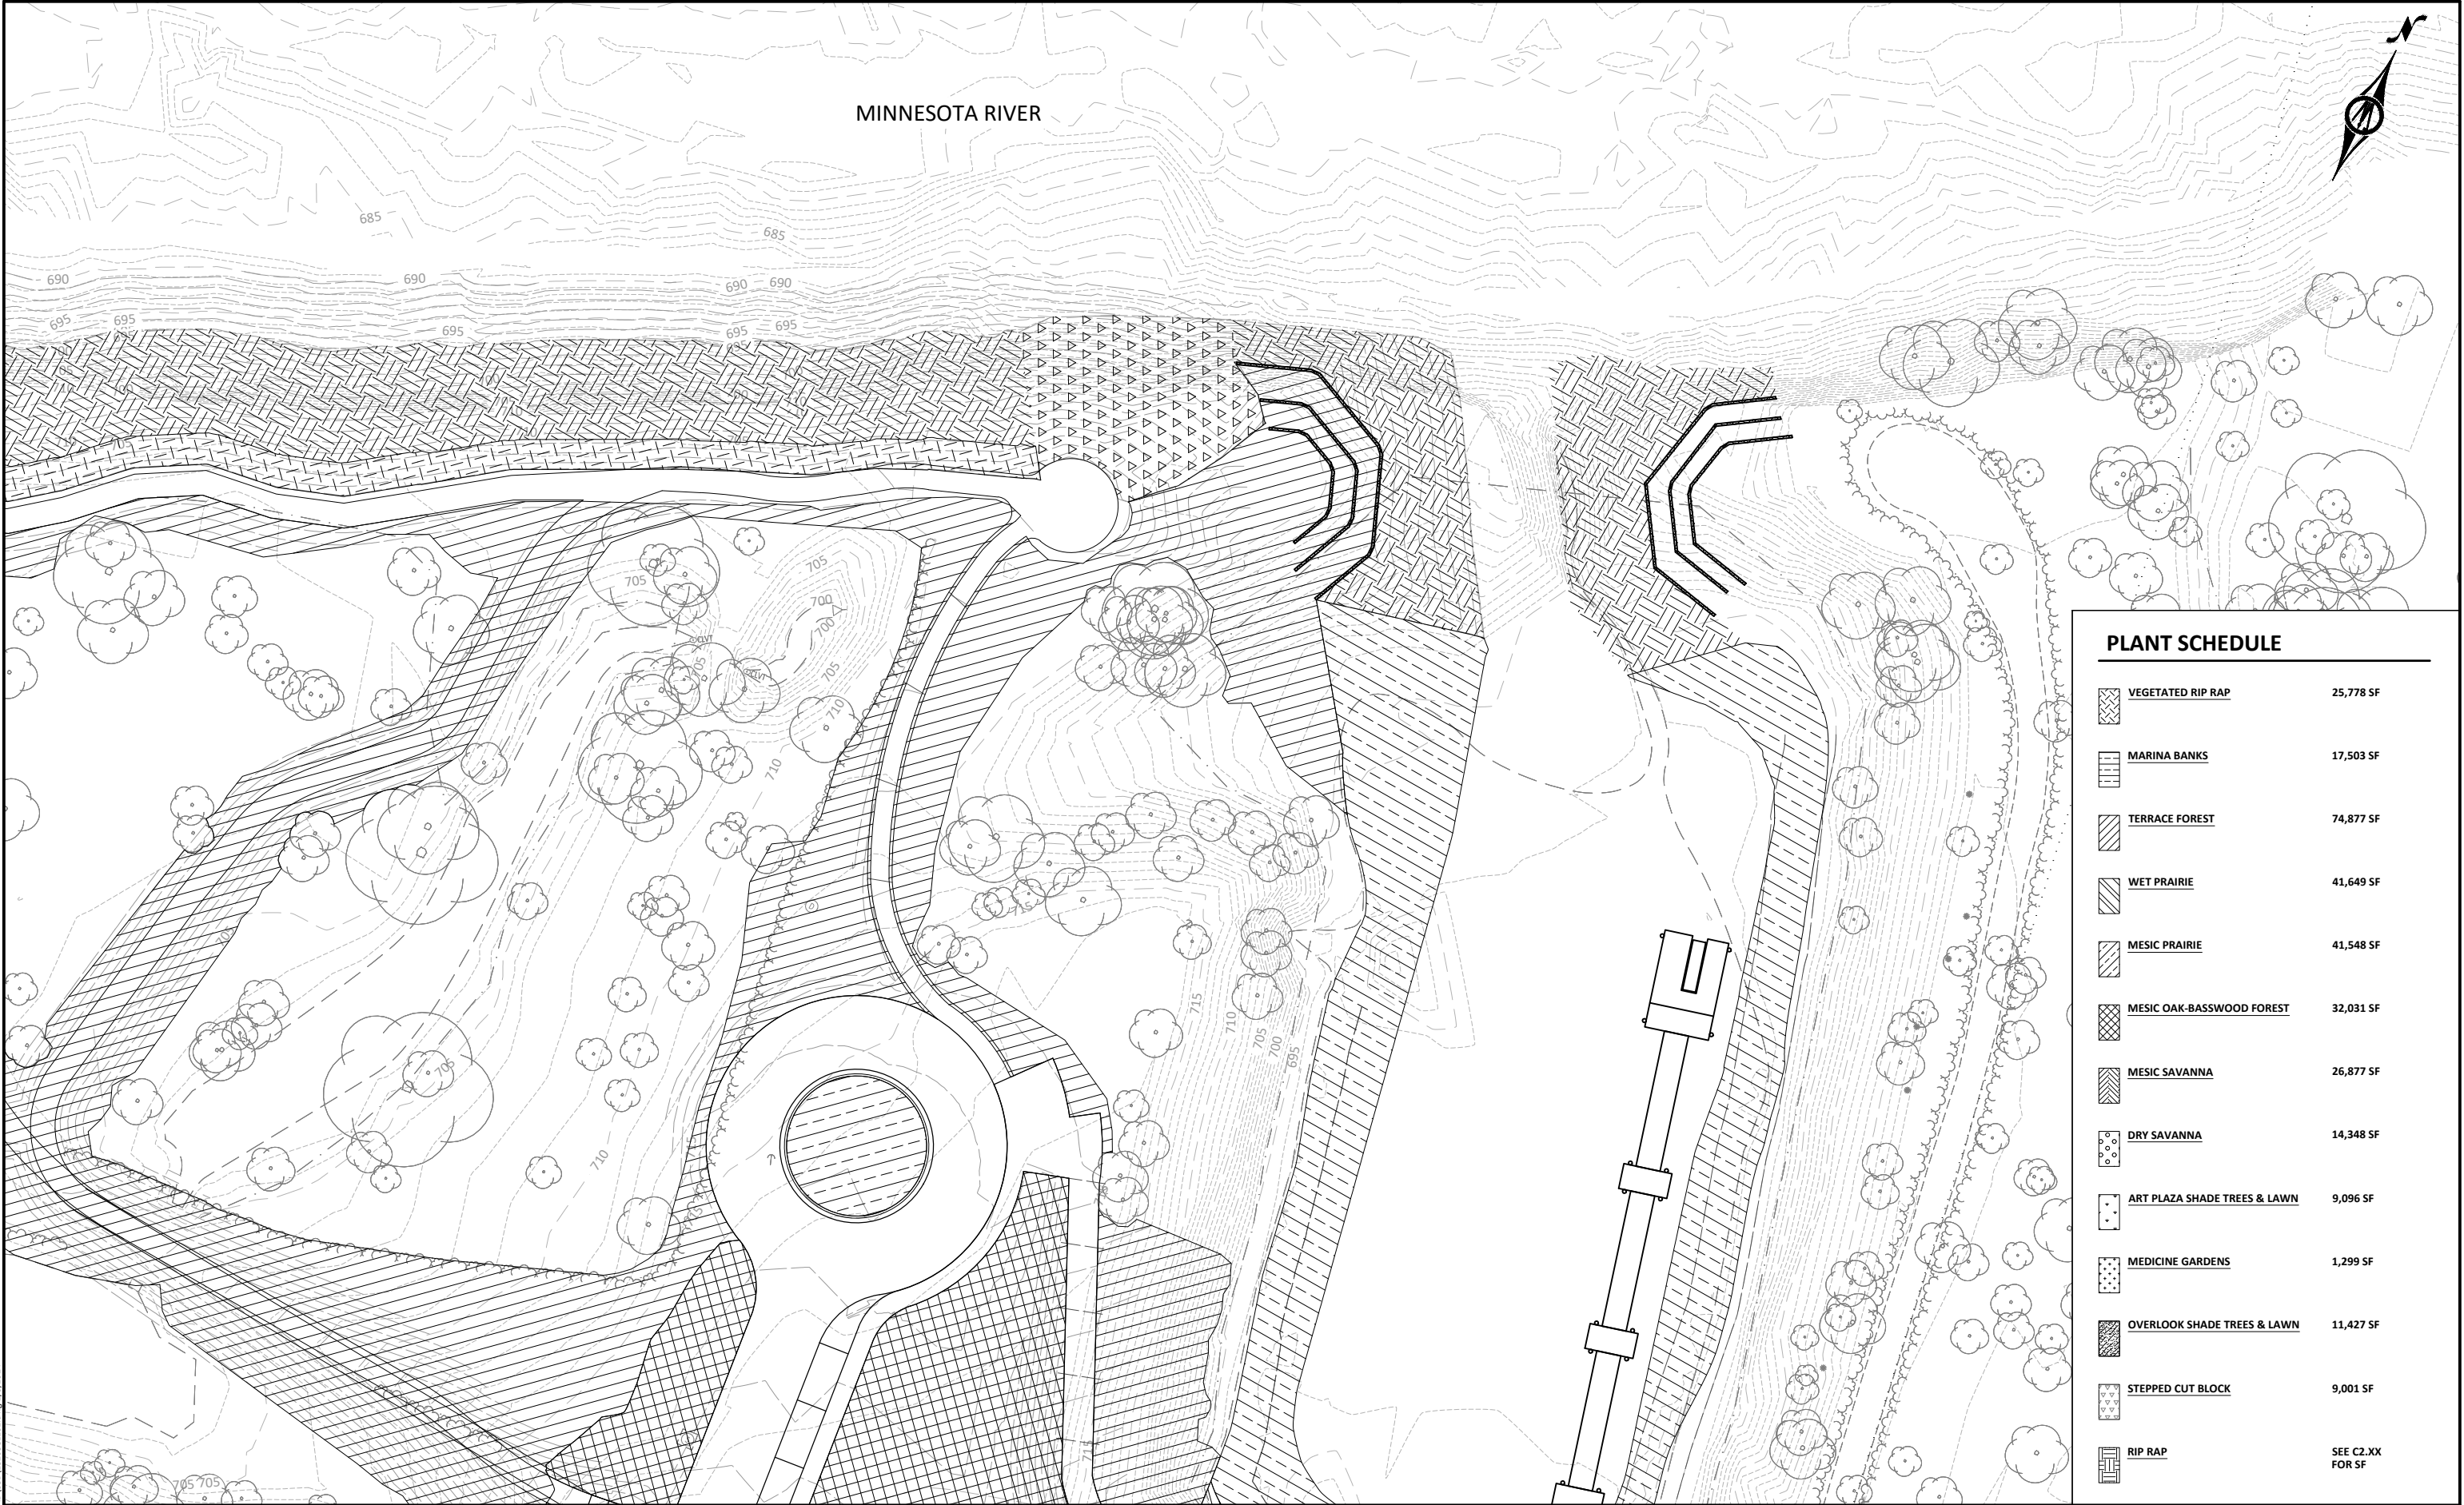 N
MINNESOTA RIVER
685
685
690
690
690
690
695
695
695
695
695
705
705
700
700
705
710
710
715
715
710
705
700
695
705
710
715
705
705
PLANT SCHEDULE
VEGETATED RIP RAP 25,778 SF
MARINA BANKS 17,503 SF
TERRACE FOREST 74,877 SF
WET PRAIRIE 41,649 SF
MESIC PRAIRIE 41,548 SF
MESIC OAK-BASSWOOD FOREST 32,031 SF
MESIC SAVANNA 26,877 SF
DRY SAVANNA 14,348 SF
ART PLAZA SHADE TREES & LAWN 9,096 SF
MEDICINE GARDENS 1,299 SF
OVERLOOK SHADE TREES & LAWN 11,427 SF
STEPPED CUT BLOCK 9,001 SF
RIP RAP SEE C2.XX
FOR SF